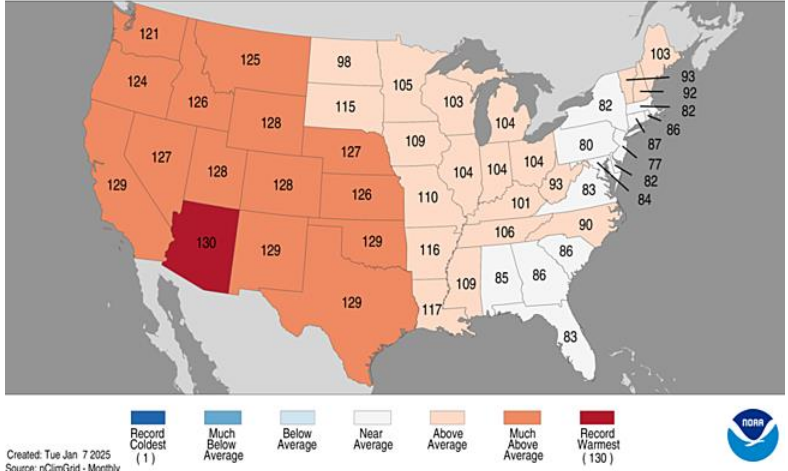 121
125
98
105
103
103
93
92
82
86
87
77
82
84
124
126
128
115
109
104
82
80
129
127
128
128
127
126
110
104
104
104
93
83
101
130
129
129
116
106
90
129
117
109
85
86
86
83
Record
Coldest
( 1 )
Much
Below
Average
Below
Average
Near
Average
Above
Average
Much
Above
Average
Record
Warmest
( 130 )
NOAA
Created: Tue Jan 7 2025
Source: nClimGrid - Monthly